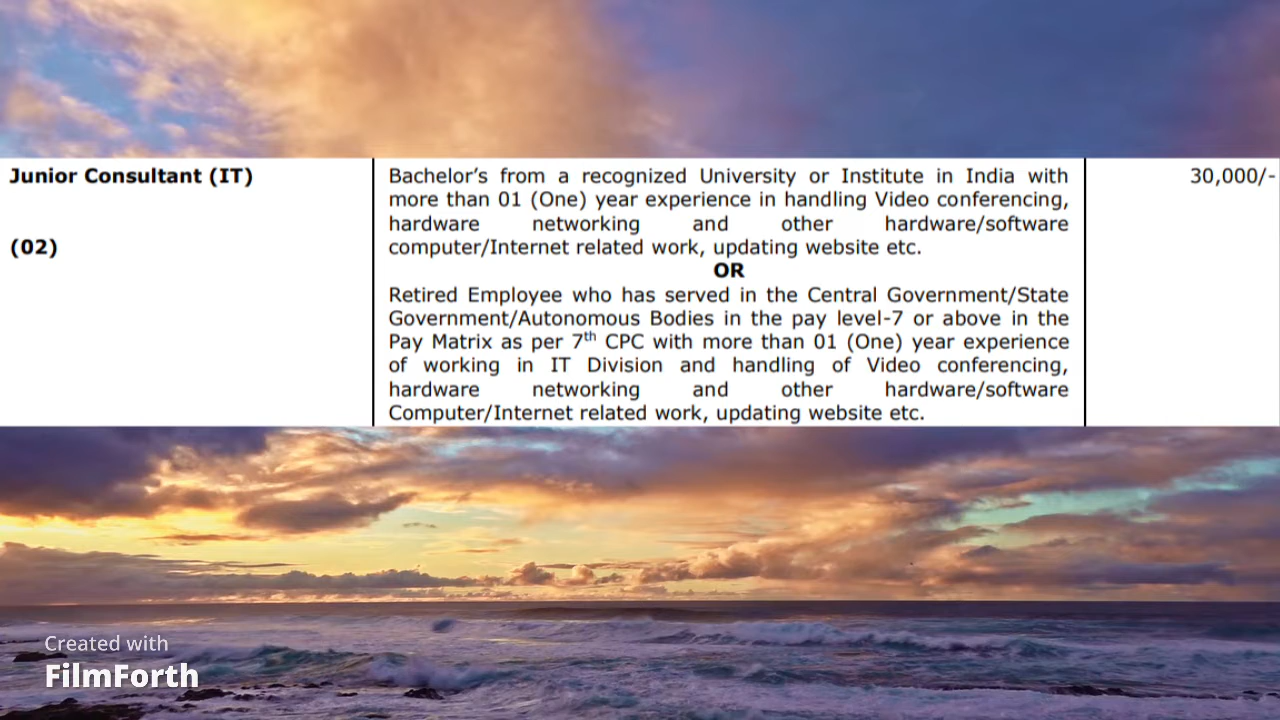 Junior Consultant (IT)
(02)
Bachelor’s from a recognized University or Institute in India with
more than 01 (One) year experience in handling Video conferencing,
hardware networking and other hardware/software
computer/Internet related work, updating website etc.
OR
Retired Employee who has served in the Central Government/State
Government/Autonomous Bodies in the pay level-7 or above in the
Pay Matrix as per 7th CPC with more than 01 (One) year experience
of working in IT Division and handling of Video conferencing,
hardware networking and other hardware/software
Computer/Internet related work, updating website etc.
30,000/-
Created with
FilmForth